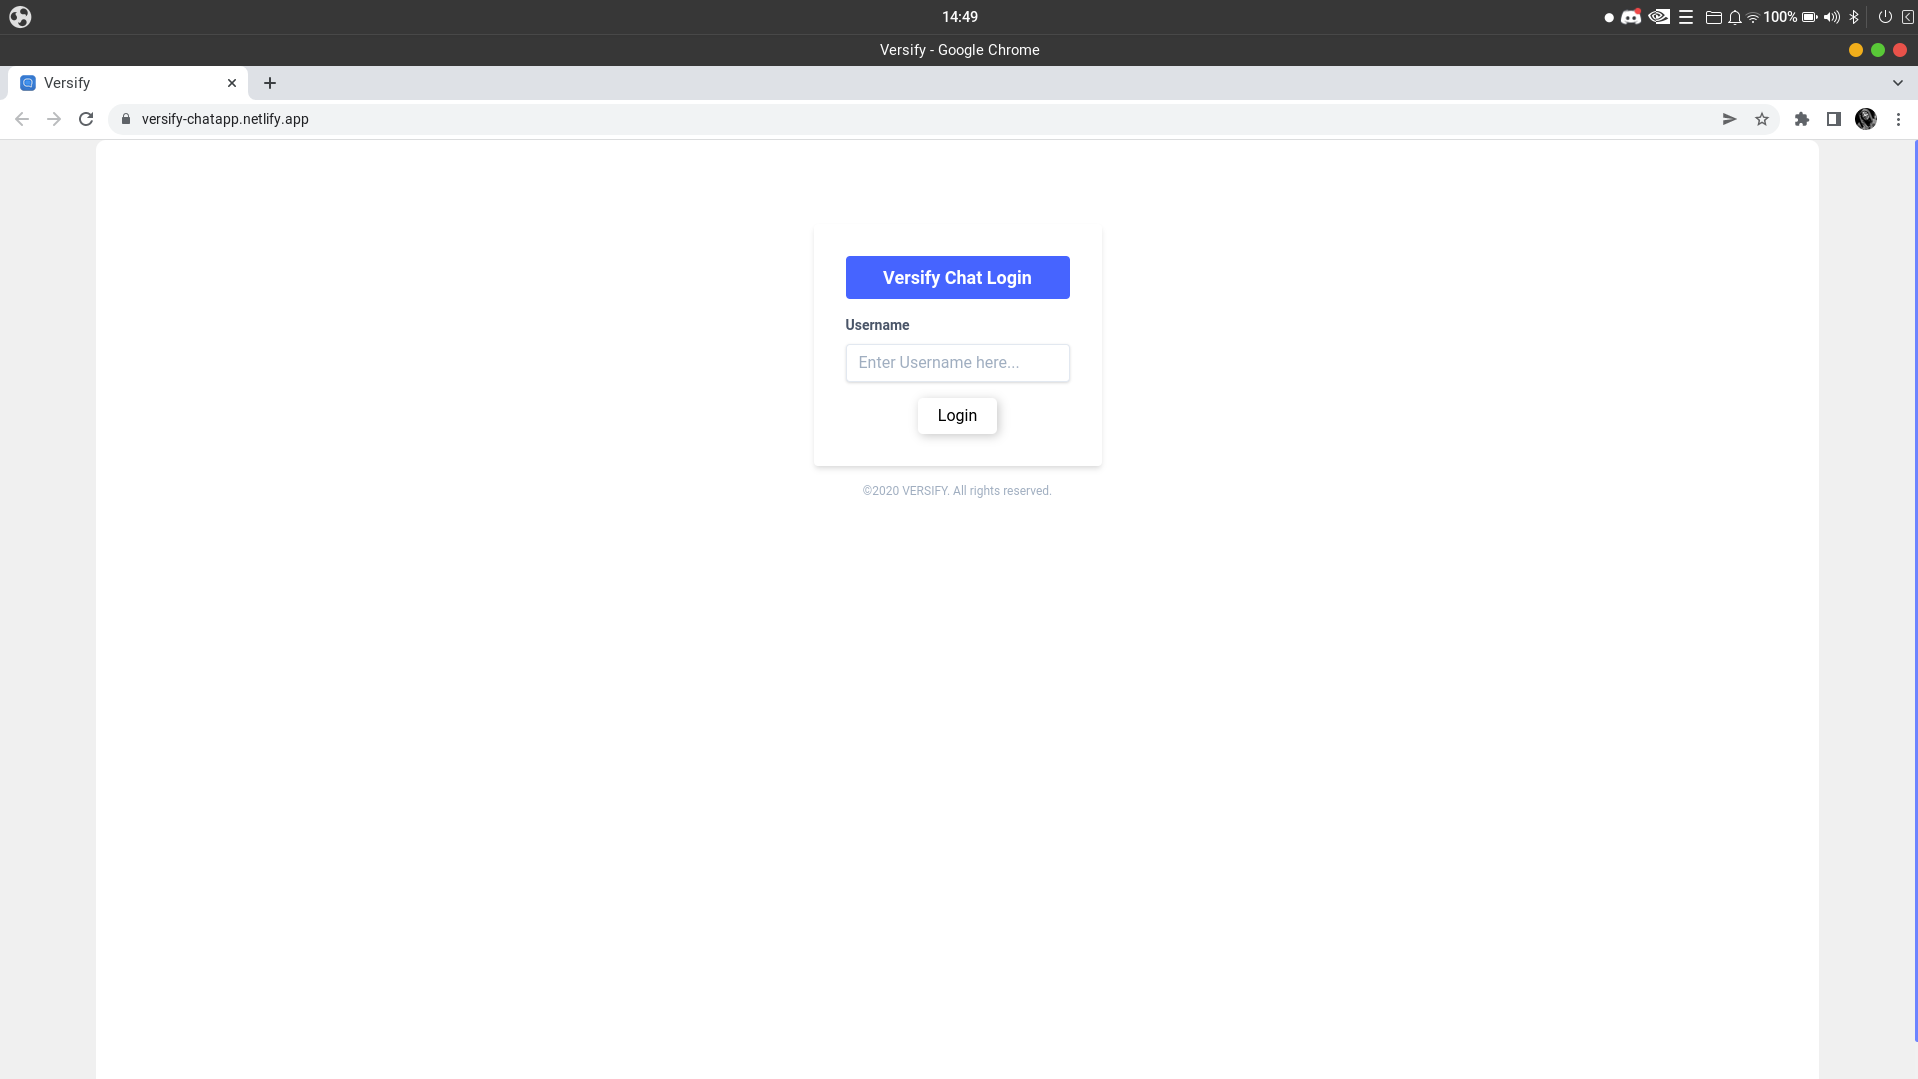 14:49
100%
Versify - Google Chrome
Versify
versify-chatapp.netlify.app
Versify Chat Login
Username
Enter Username here...
Login
©2020 VERSIFY. All rights reserved.